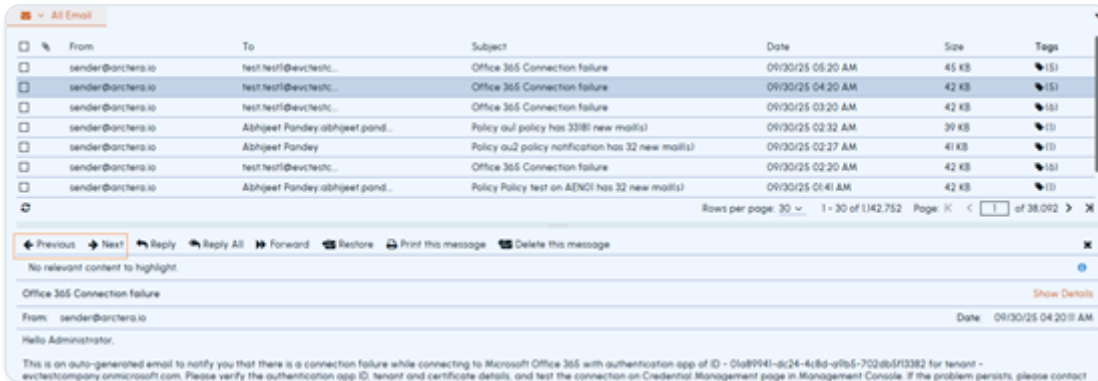 All Email
From To Subject Date Size Tags
sender@arctera.io test.test1@evctestc... Office 365 Connection failure 09/30/25 05:20 AM 45 KB (5)
sender@arctera.io test.test1@evctestc... Office 365 Connection failure 09/30/25 04:20 AM 42 KB (5)
sender@arctera.io test.test1@evctestc... Office 365 Connection failure 09/30/25 03:20 AM 42 KB (6)
sender@arctera.io Abhijeet Pandey:abhijeet.pand... Policy au1 policy has 33181 new mail(s) 09/30/25 02:32 AM 39 KB (1)
sender@arctera.io Abhijeet Pandey Policy au2 policy notification has 32 new mail(s) 09/30/25 02:27 AM 41 KB (1)
sender@arctera.io test.test1@evctestc... Office 365 Connection failure 09/30/25 02:20 AM 42 KB (6)
sender@arctera.io Abhijeet Pandey:abhijeet.pand... Policy Policy test on AEN01 has 32 new mail(s) 09/30/25 01:41 AM 42 KB (1)
Rows per page: 30 1 - 30 of 1,142,752 Page: 1 of 38,092
Previous Next Reply Reply All Forward Restore Print this message Delete this message
No relevant content to highlight.
Office 365 Connection failure Show Details
From: sender@arctera.io Date: 09/30/25 04:20:11 AM
Hello Administrator,
This is an auto-generated email to notify you that there is a connection failure while connecting to Microsoft Office 365 with authentication app of ID - 01a89941-dc24-4c8d-a9b5-702db5f13382 for tenant -
evctestcompany.onmicrosoft.com. Please verify the authentication app ID, tenant and certificate details, and test the connection on Credential Management page in Management Console. If the problem persists, please contact